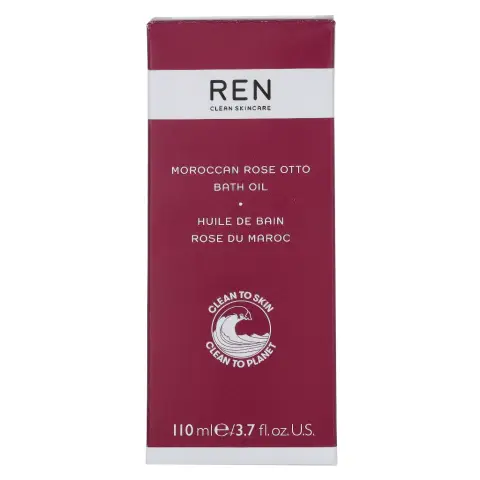 REN
CLEAN SKINCARE
MOROCCAN ROSE OTTO
BATH OIL
•
HUILE DE BAIN
ROSE DU MAROC
CLEAN TO SKIN
CLEAN TO PLANET
110 ml℮/3.7 fl.oz.U.S.